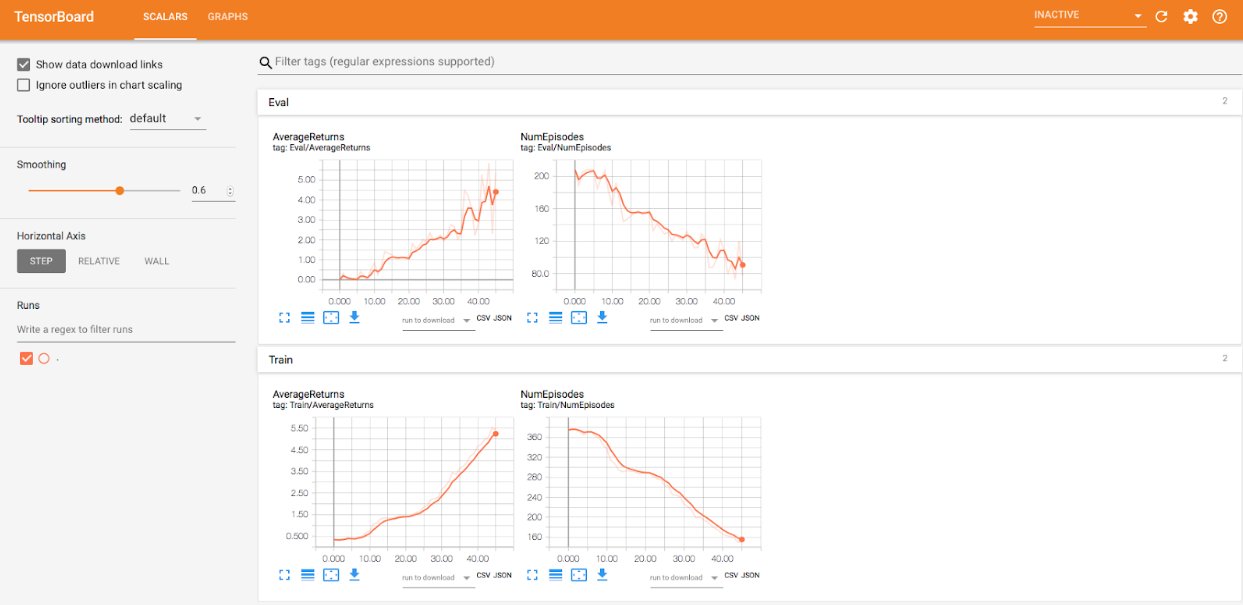 TensorBoard SCALARS GRAPHS INACTIVE
Show data download links
Ignore outliers in chart scaling
Tooltip sorting method: default
Smoothing
0.6
Horizontal Axis
STEP RELATIVE WALL
Runs
Write a regex to filter runs
.
Filter tags (regular expressions supported)
Eval 2
AverageReturns
tag: Eval/AverageReturns
5.00
4.00
3.00
2.00
1.00
0.00
0.000 10.00 20.00 30.00 40.00
run to download CSV JSON
NumEpisodes
tag: Eval/NumEpisodes
200
160
120
80.0
0.000 10.00 20.00 30.00 40.00
run to download CSV JSON
Train 2
AverageReturns
tag: Train/AverageReturns
5.50
4.50
3.50
2.50
1.50
0.500
0.000 10.00 20.00 30.00 40.00
run to download CSV JSON
NumEpisodes
tag: Train/NumEpisodes
360
320
280
240
200
160
0.000 10.00 20.00 30.00 40.00
run to download CSV JSON